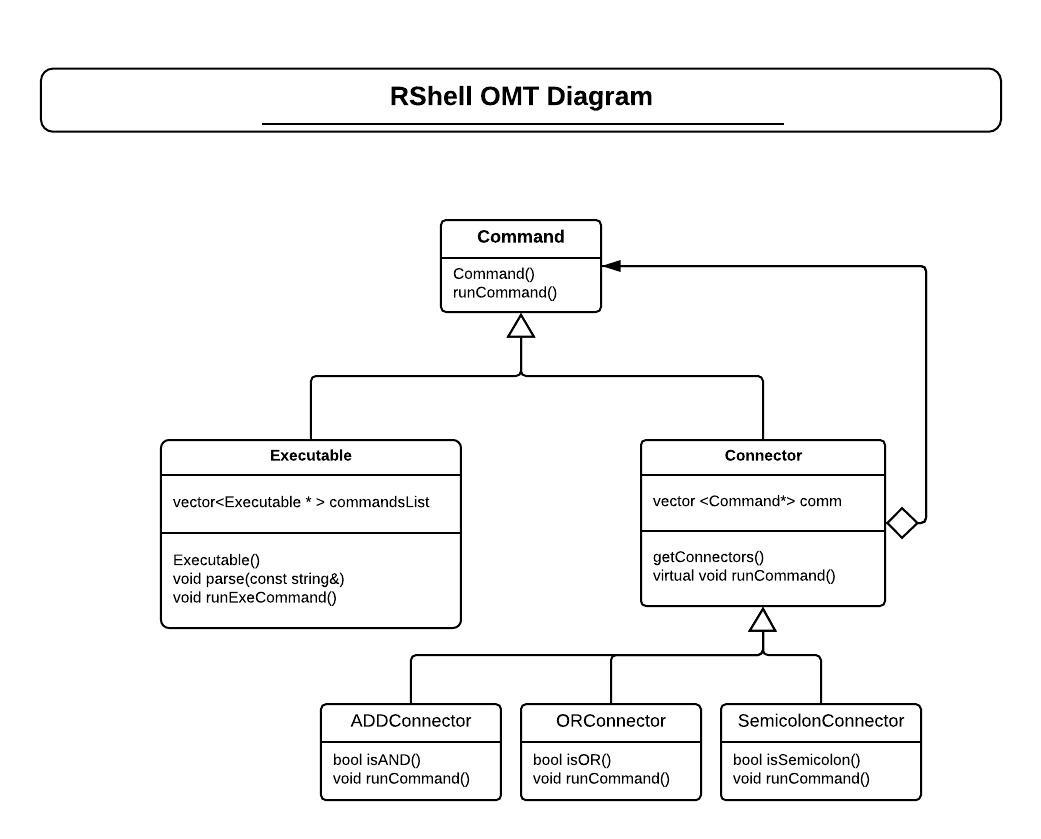 RShell OMT Diagram
Command
Command()
runCommand()
Executable
vector<Executable * > commandsList
Executable()
void parse(const string&)
void runExeCommand()
Connector
vector <Command*> comm
getConnectors()
virtual void runCommand()
ADDConnector
bool isAND()
void runCommand()
ORConnector
bool isOR()
void runCommand()
SemicolonConnector
bool isSemicolon()
void runCommand()